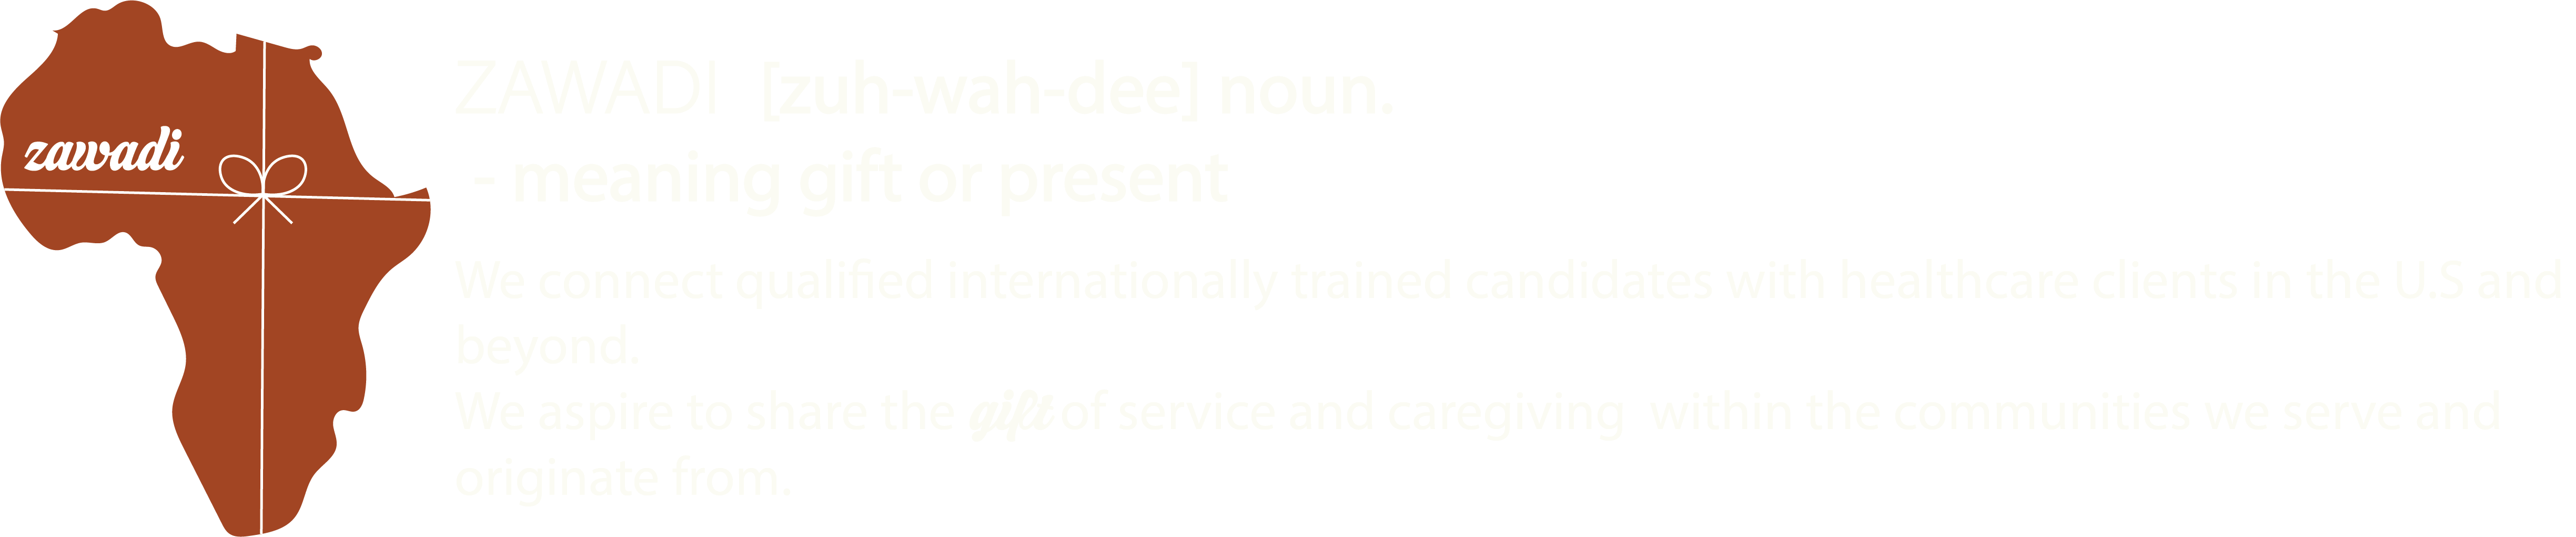 zawadi
ZAWADI [zuh-wah-dee] noun.
- meaning gift or present
We connect qualified internationally trained candidates with healthcare clients in the U.S and
beyond.
We aspire to share the gift of service and caregiving within the communities we serve and
originate from.